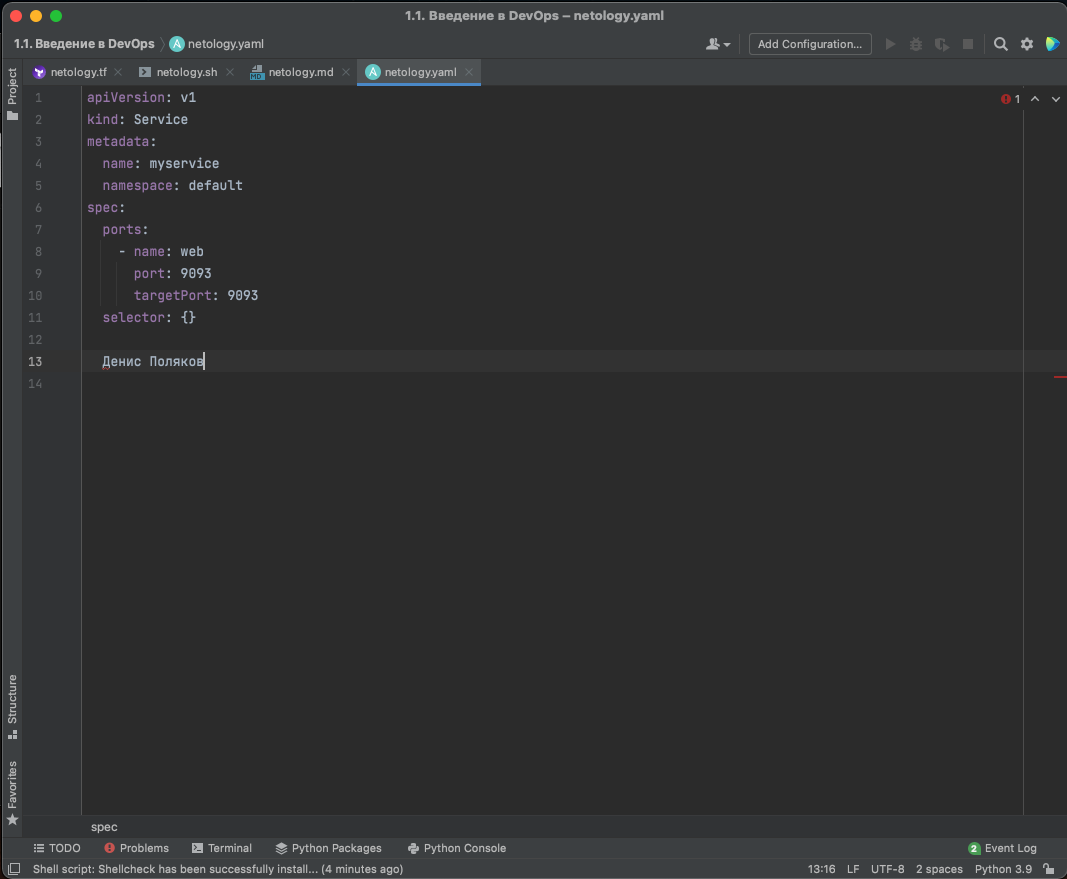 1.1. Введение в DevOps – netology.yaml
1.1. Введение в DevOps
A netology.yaml
Add Configuration...
Project
netology.tf
netology.sh
MD netology.md
A netology.yaml
1 apiVersion: v1
1
2 kind: Service
3 metadata:
4   name: myservice
5   namespace: default
6 spec:
7   ports:
8     - name: web
9       port: 9093
10       targetPort: 9093
11   selector: {}
12
13   Денис Поляков
14
Structure
Favorites
spec
TODO
Problems
Terminal
Python Packages
Python Console
2 Event Log
Shell script: Shellcheck has been successfully install... (4 minutes ago)
13:16 LF UTF-8 2 spaces Python 3.9